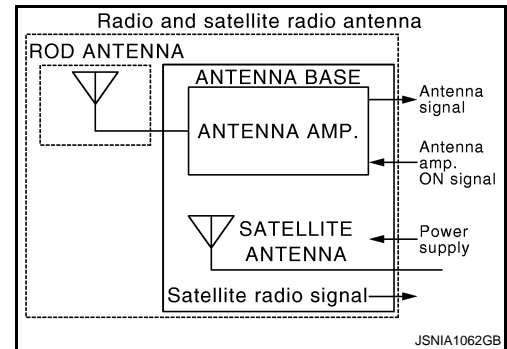 Radio and satellite radio antenna
ROD ANTENNA
ANTENNA BASE
ANTENNA AMP.
Antenna
signal
Antenna
amp.
ON signal
SATELLITE
ANTENNA
Power
supply
Satellite radio signal
JSNIA1062GB